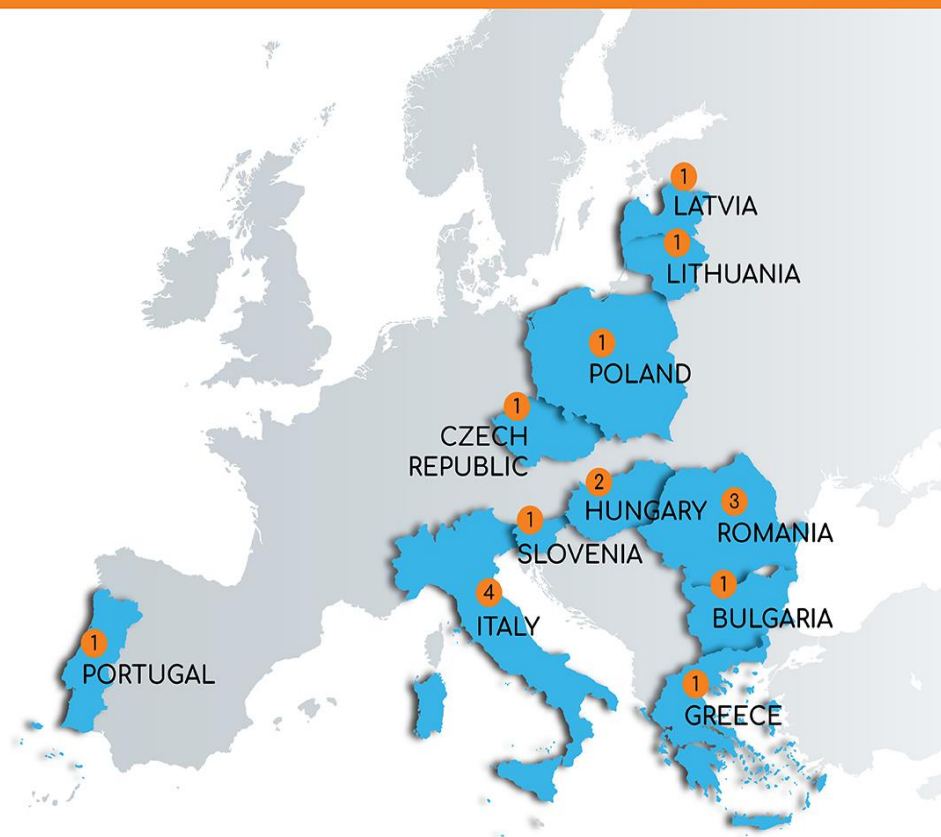 1
LATVIA
1
LITHUANIA
1
POLAND
1
CZECH
REPUBLIC
2
HUNGARY
3
ROMANIA
1
SLOVENIA
1
BULGARIA
4
ITALY
1
PORTUGAL
1
GREECE